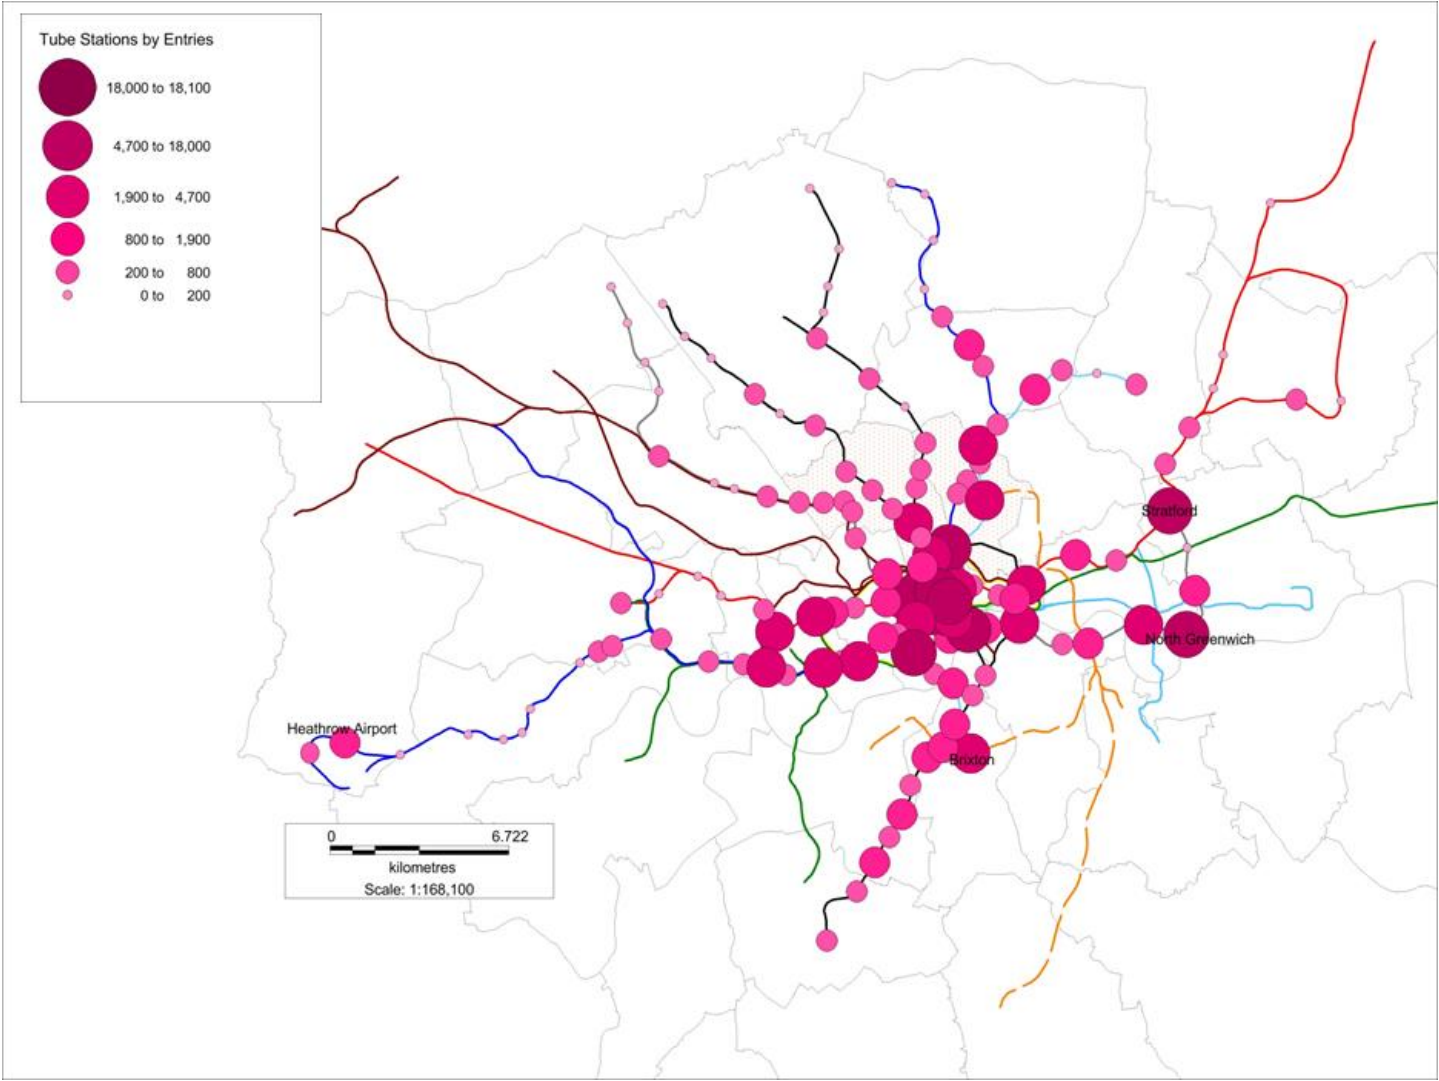 Tube Stations by Entries
18,000 to 18,100
4,700 to 18,000
1,900 to 4,700
800 to 1,900
200 to 800
0 to 200
Stratford
North Greenwich
Heathrow Airport
Brixton
0 6.722
kilometres
Scale: 1:168,100